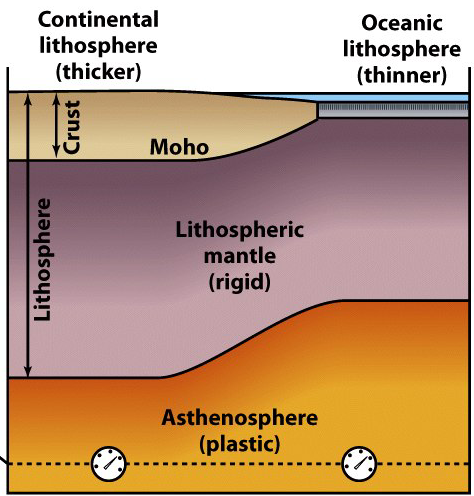 Continental
lithosphere
(thicker)
Oceanic
lithosphere
(thinner)
Crust
Moho
Lithosphere
Lithospheric
mantle
(rigid)
Asthenosphere
(plastic)